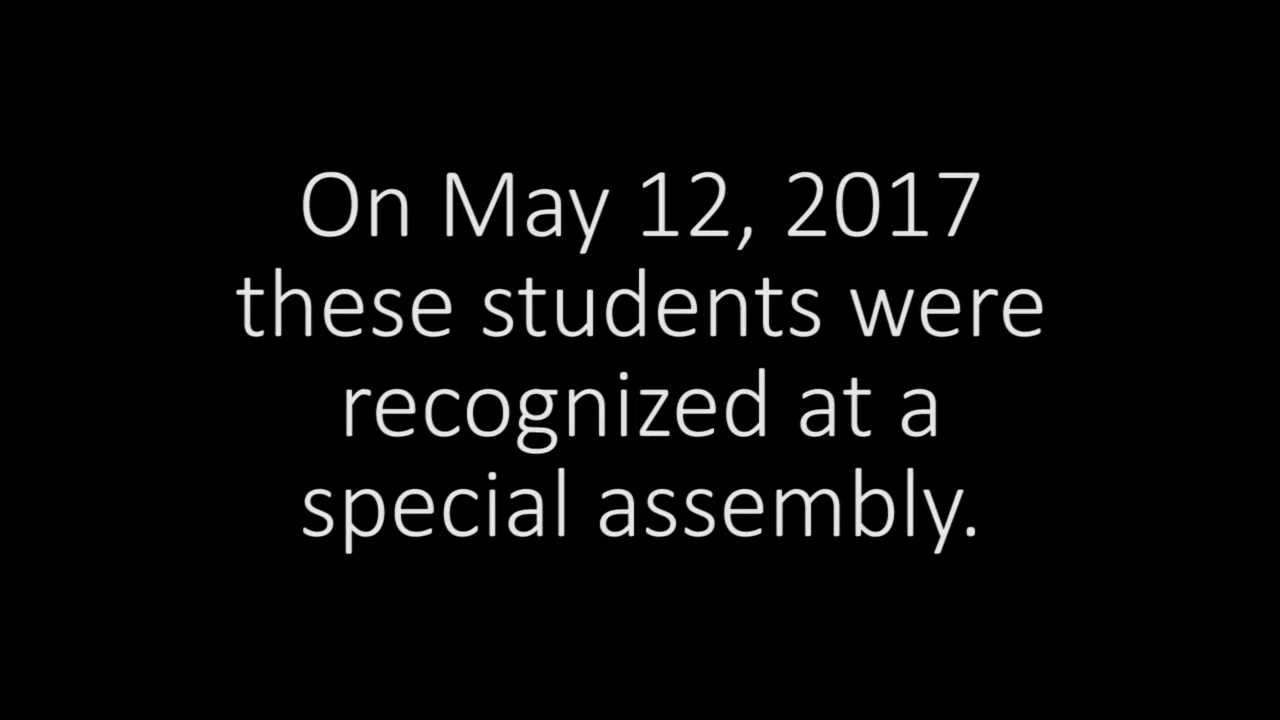 On May 12, 2017
these students were
recognized at a
special assembly.